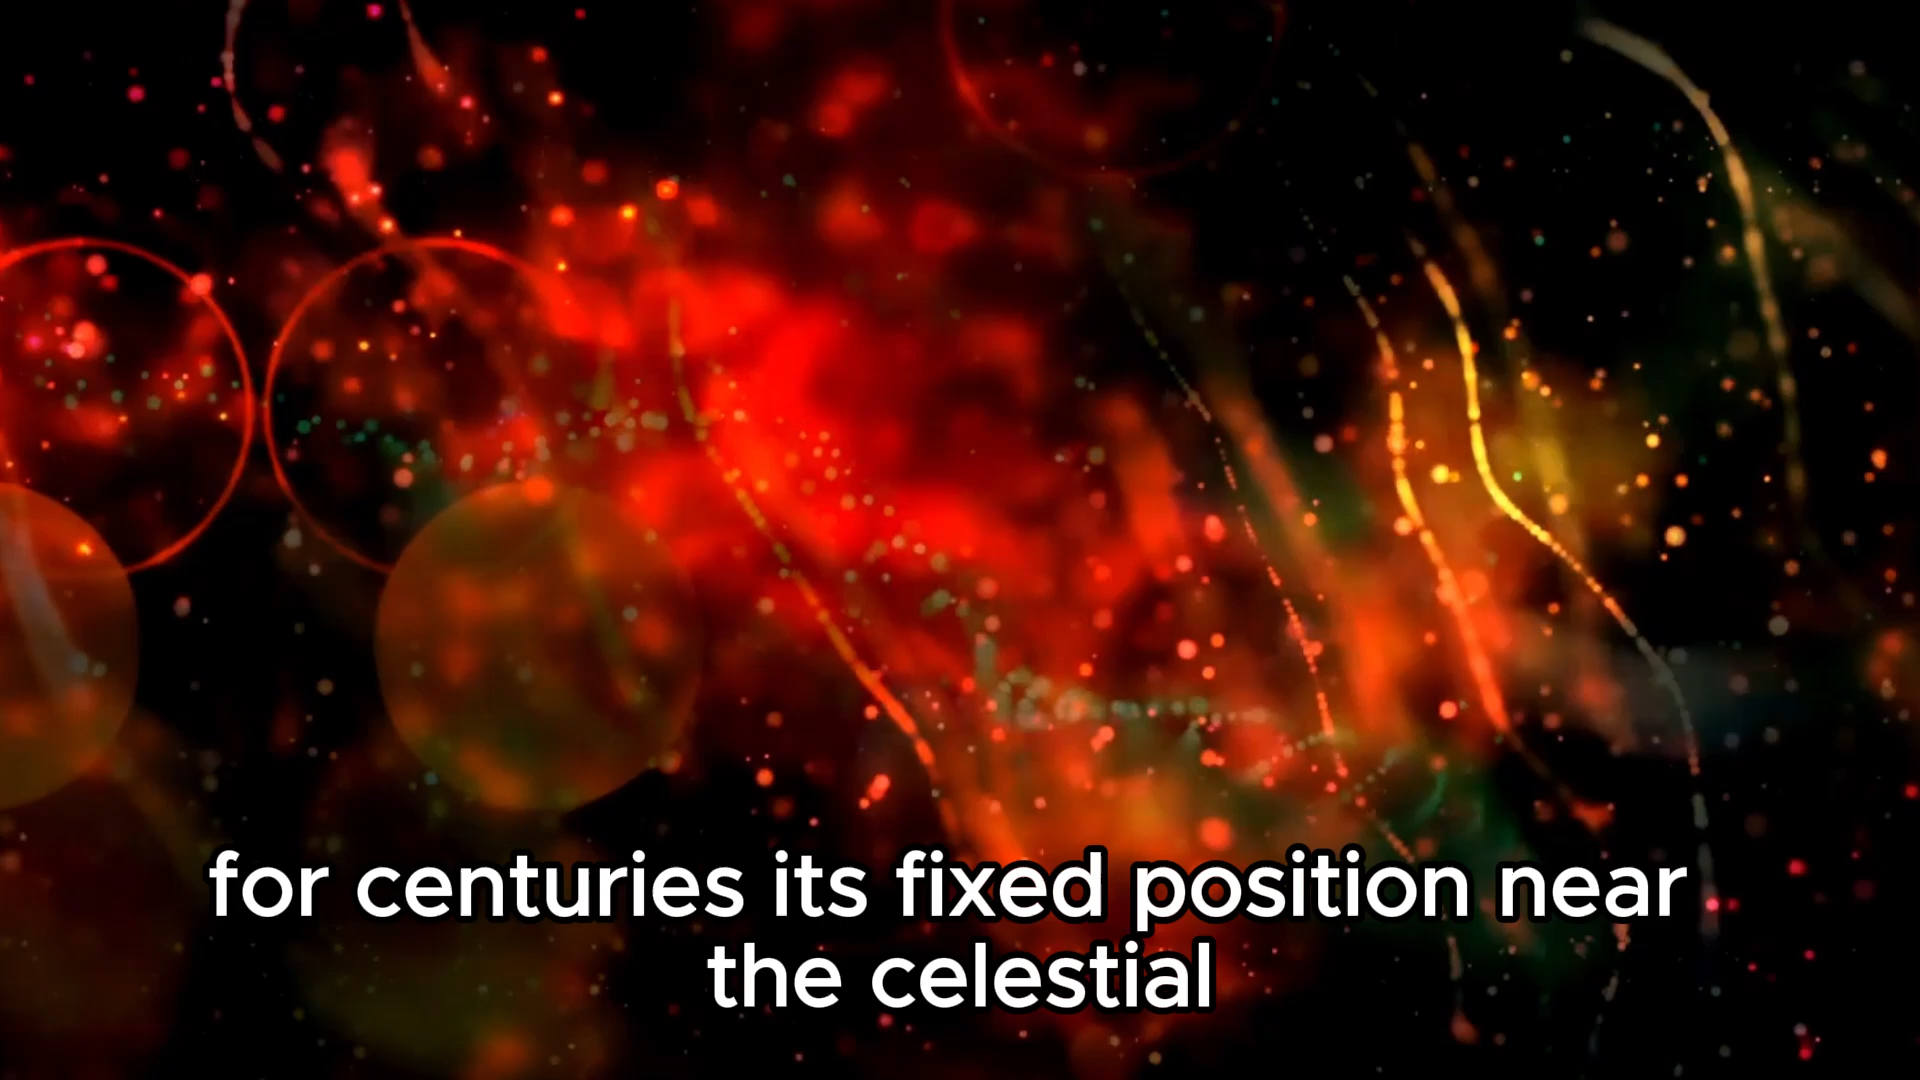 for centuries its fixed position near
the celestial